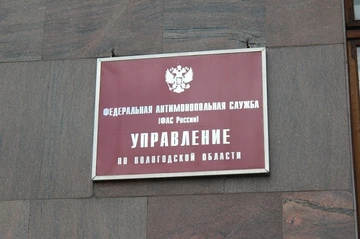 ФЕДЕРАЛЬНАЯ АНТИМОНОПОЛЬНАЯ СЛУЖБА
(ФАС России)
УПРАВЛЕНИЕ
ПО ВОЛОГОДСКОЙ ОБЛАСТИ